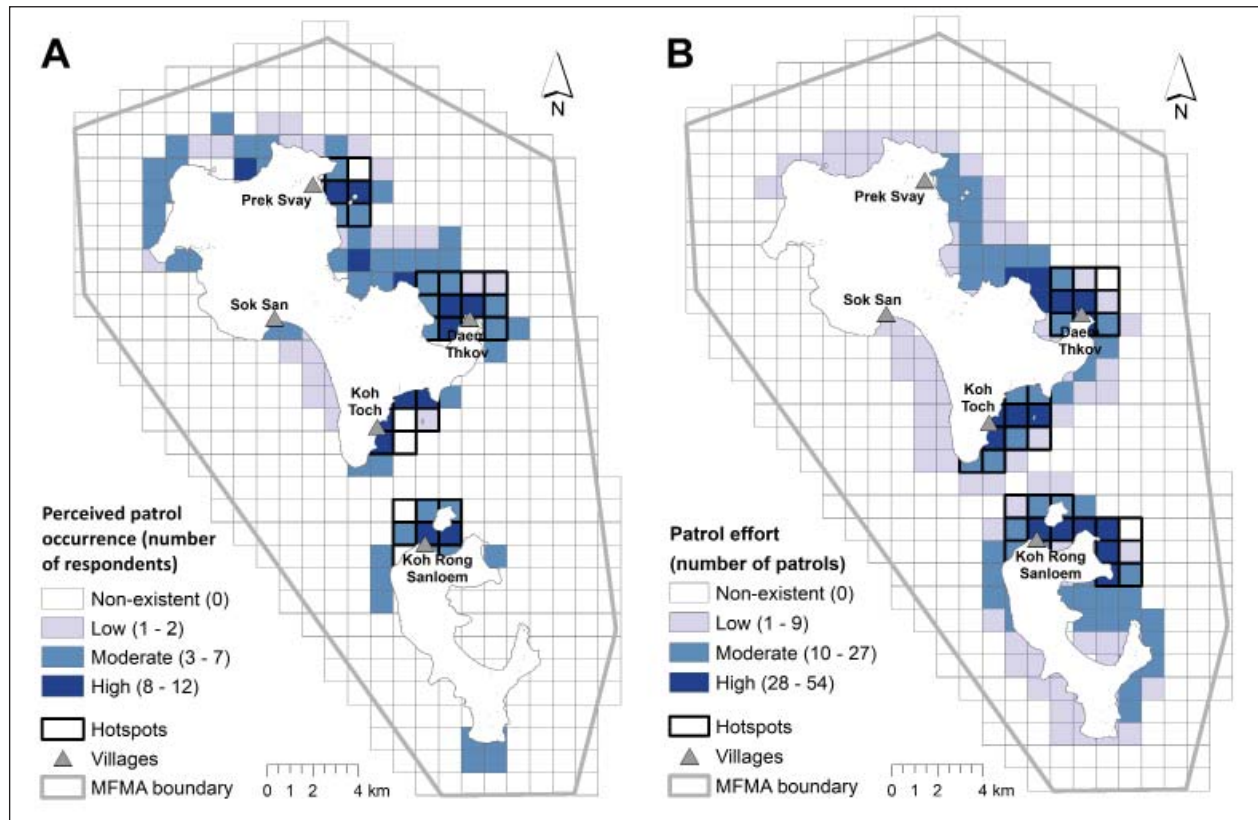 A
N
Prek Svay
Sok San
Daem
Thkov
Koh
Toch
Koh Rong
Sanloem
Perceived patrol
occurrence (number
of respondents)
Non-existent (0)
Low (1 - 2)
Moderate (3 - 7)
High (8 - 12)
Hotspots
Villages
MFMA boundary
0 1 2 4 km
B
N
Prek Svay
Sok San
Daem
Thkov
Koh
Toch
Koh Rong
Sanloem
Patrol effort
(number of patrols)
Non-existent (0)
Low (1 - 9)
Moderate (10 - 27)
High (28 - 54)
Hotspots
Villages
MFMA boundary
0 1 2 4 km